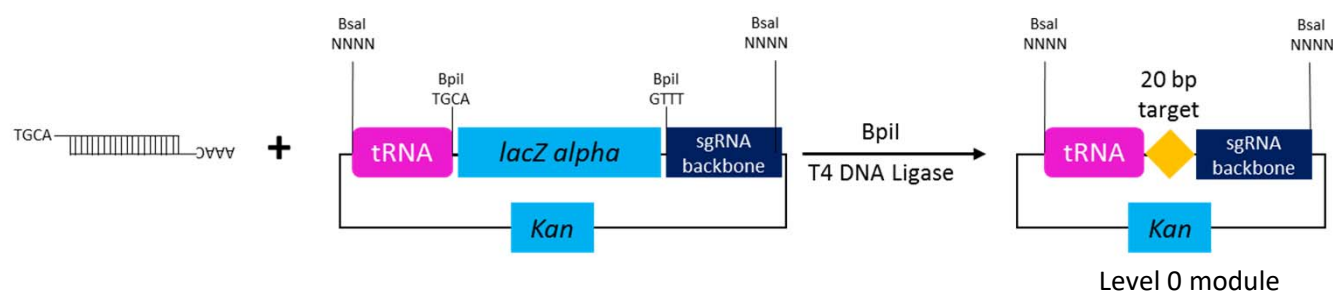 BsaI
NNNN
BpiI
TGCA
BpiI
GTTT
BsaI
NNNN
TGCA
AAAC
+
tRNA
lacZ alpha
sgRNA
backbone
Kan
BpiI
T4 DNA Ligase
BsaI
NNNN
20 bp
target
BsaI
NNNN
tRNA
sgRNA
backbone
Kan
Level 0 module